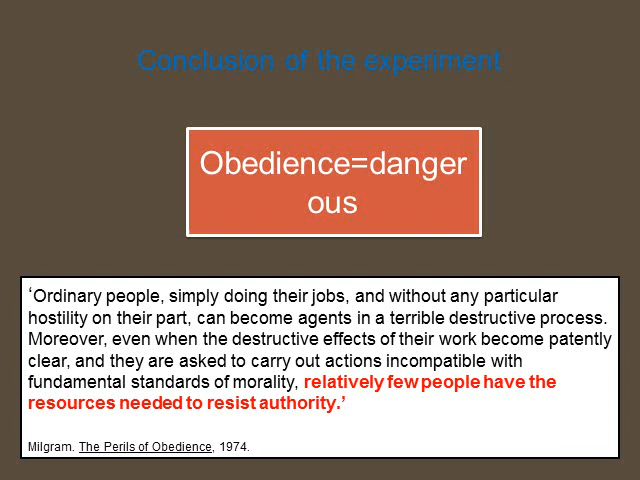 Conclusion of the experiment
Obedience=danger
ous
‘Ordinary people, simply doing their jobs, and without any particular
hostility on their part, can become agents in a terrible destructive process.
Moreover, even when the destructive effects of their work become patently
clear, and they are asked to carry out actions incompatible with
fundamental standards of morality, relatively few people have the
resources needed to resist authority.’
Milgram. The Perils of Obedience, 1974.